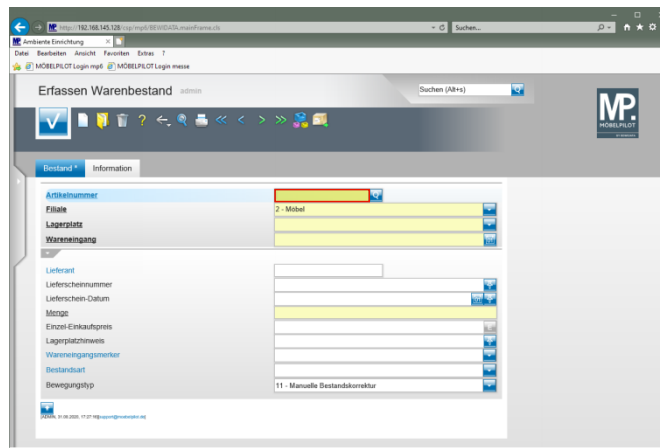 http://192.168.145.128/csp/mp6/BEWIDATA.mainFrame.cls
Suchen...
Ambiente Einrichtung
Datei Bearbeiten Ansicht Favoriten Extras ?
MÖBELPILOT Login mp6 MÖBELPILOT Login messe
Erfassen Warenbestand admin
Suchen (Alt+s)
MP.
MÖBELPILOT
Bestand * Information
Artikelnummer
Filiale 2 - Möbel
Lagerplatz
Wareneingang
Lieferant
Lieferscheinnummer
Lieferschein-Datum
Menge
Einzel-Einkaufspreis
Lagerplatzhinweis
Wareneingangsmerker
Bestandsart
Bewegungstyp 11 - Manuelle Bestandskorrektur